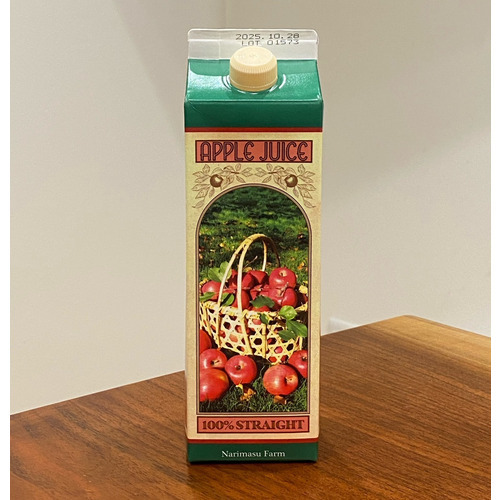 2025.10.28
LOT 01573
APPLE JUICE
100% STRAIGHT
Narimasu Farm